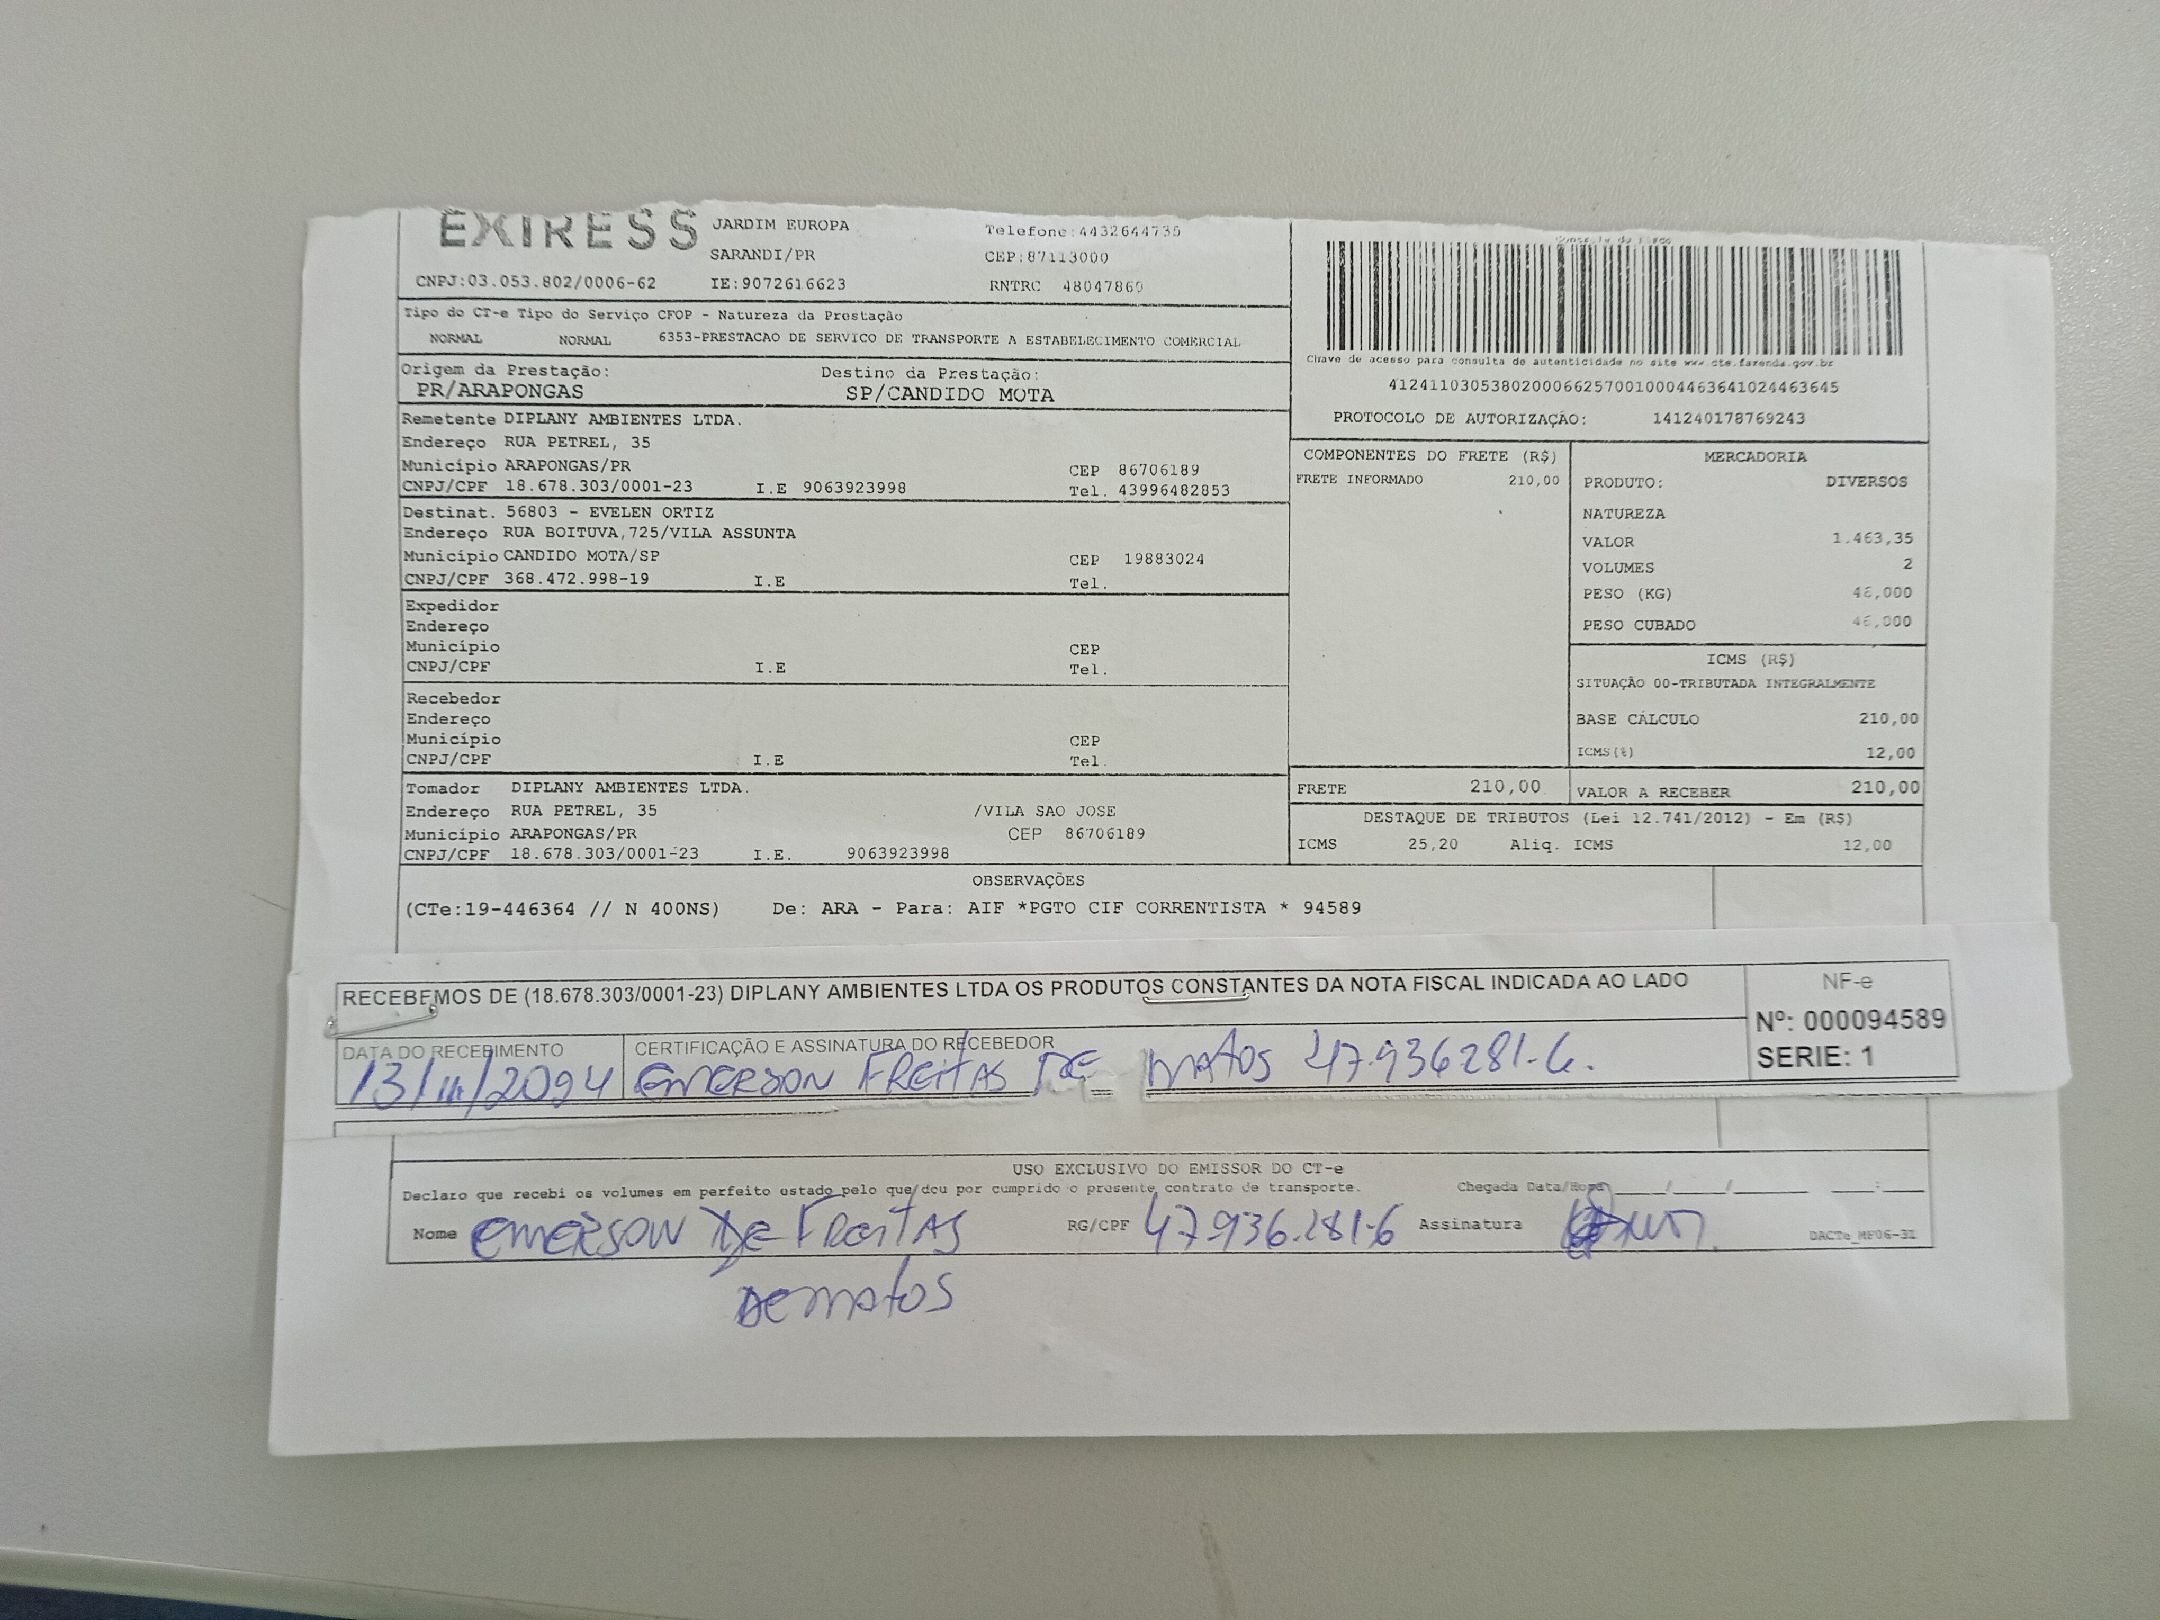 EXPRESS JARDIM EUROPA Telefone:4432644735
SARANDI/PR CEP:87113000
CNPJ:03.053.802/0006-62 IE:9072616623 RNTRC 48047860
Tipo do CT-e Tipo do Serviço CFOP - Natureza da Prestação
NORMAL NORMAL 6353-PRESTACAO DE SERVICO DE TRANSPORTE A ESTABELECIMENTO COMERCIAL
Origem da Prestação: Destino da Prestação:
PR/ARAPONGAS SP/CANDIDO MOTA
Remetente DIPLANY AMBIENTES LTDA.
Endereço RUA PETREL, 35
Município ARAPONGAS/PR CEP 86706189
CNPJ/CPF 18.678.303/0001-23 I.E 9063923998 Tel. 43996482853
Destinat. 56803 - EVELEN ORTIZ
Endereço RUA BOITUVA,725/VILA ASSUNTA
Município CANDIDO MOTA/SP CEP 19883024
CNPJ/CPF 368.472.998-19 I.E Tel.
Expedidor
Endereço
Município CEP
CNPJ/CPF I.E Tel.
Recebedor
Endereço
Município CEP
CNPJ/CPF I.E Tel.
Tomador DIPLANY AMBIENTES LTDA.
Endereço RUA PETREL, 35 /VILA SAO JOSE
Município ARAPONGAS/PR CEP 86706189
CNPJ/CPF 18.678.303/0001-23 I.E. 9063923998
Chave de acesso para consulta de autenticidade no site www.cte.fazenda.gov.br
41241103053802000662570010004463641024463645
PROTOCOLO DE AUTORIZAÇÃO: 141240178769243
COMPONENTES DO FRETE (R$)
FRETE INFORMADO 210,00
MERCADORIA
PRODUTO: DIVERSOS
NATUREZA
VALOR 1.463,35
VOLUMES 2
PESO (KG) 46,000
PESO CUBADO 46,000
ICMS (R$)
SITUAÇÃO 00-TRIBUTADA INTEGRALMENTE
BASE CÁLCULO 210,00
ICMS(%) 12,00
FRETE 210,00 VALOR A RECEBER 210,00
DESTAQUE DE TRIBUTOS (Lei 12.741/2012) - Em (R$)
ICMS 25,20 Aliq. ICMS 12,00
OBSERVAÇÕES
(CTe:19-446364 // N 400NS) De: ARA - Para: AIF *PGTO CIF CORRENTISTA * 94589
RECEBEMOS DE (18.678.303/0001-23) DIPLANY AMBIENTES LTDA OS PRODUTOS CONSTANTES DA NOTA FISCAL INDICADA AO LADO
NF-e
Nº: 000094589
SERIE: 1
DATA DO RECEBIMENTO CERTIFICAÇÃO E ASSINATURA DO RECEBEDOR
EMERSON FREITAS DE MATOS 47.936281-6.
USO EXCLUSIVO DO EMISSOR DO CT-e
Declaro que recebi os volumes em perfeito estado pelo que dou por cumprido o presente contrato de transporte. Chegada Data/Hora ___/___/___ ___:___
Nome EMERSON DE FREITAS RG/CPF 47.936.281-6 Assinatura DACTe_MF06-31
DE MATOS